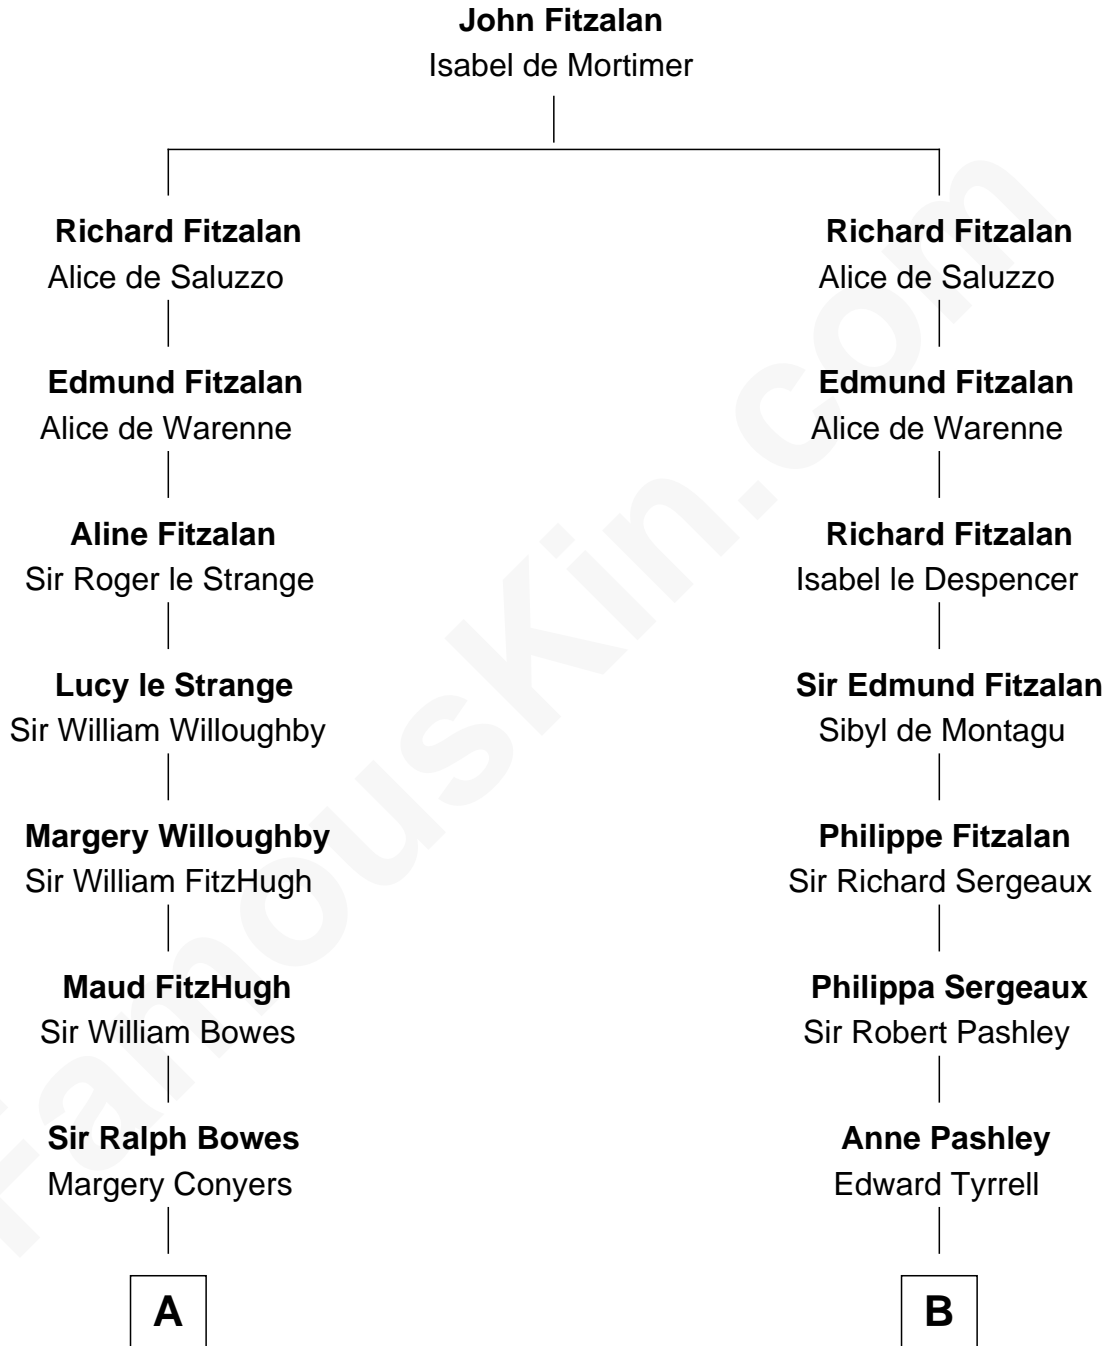 John Fitzalan
Isabel de Mortimer
Richard Fitzalan
Alice de Saluzzo
Edmund Fitzalan
Alice de Warenne
Aline Fitzalan
Sir Roger le Strange
Lucy le Strange
Sir William Willoughby
Margery Willoughby
Sir William FitzHugh
Maud FitzHugh
Sir William Bowes
Sir Ralph Bowes
Margery Conyers
A
Richard Fitzalan
Alice de Saluzzo
Edmund Fitzalan
Alice de Warenne
Richard Fitzalan
Isabel le Despencer
Sir Edmund Fitzalan
Sibyl de Montagu
Philippe Fitzalan
Sir Richard Sergeaux
Philippa Sergeaux
Sir Robert Pashley
Anne Pashley
Edward Tyrrell
B
FamousKin.com